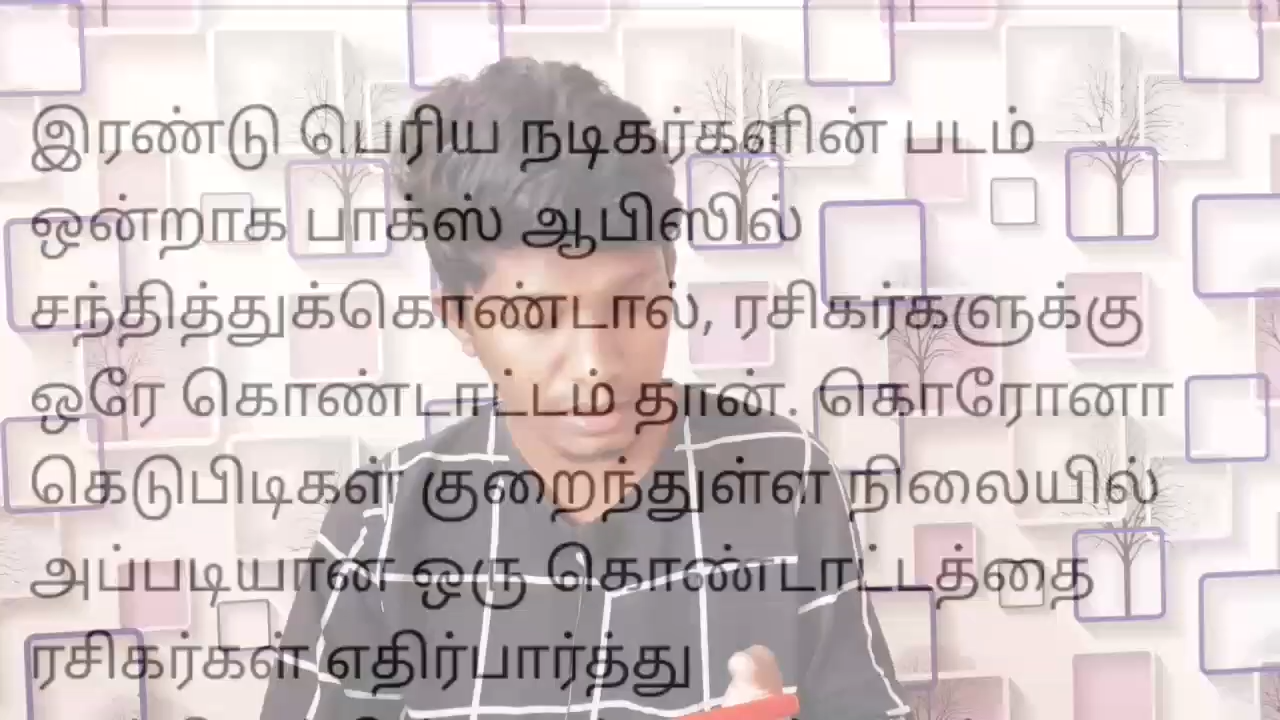 இரண்டு பெரிய நடிகர்களின் படம்
ஒன்றாக பாக்ஸ் ஆபிஸில்
சந்தித்துக்கொண்டால், ரசிகர்களுக்கு
ஒரே கொண்டாட்டம் தான். கொரோனா
கெடுபிடிகள் குறைந்துள்ள நிலையில்
அப்படியான ஒரு கொண்டாட்டத்தை
ரசிகர்கள் எதிர்பார்த்து